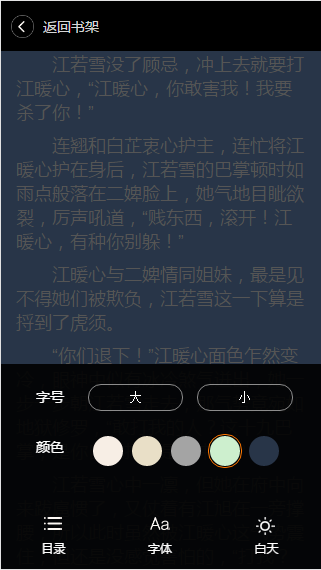 返回书架
江若雪没了顾忌，冲上去就要打
江暖心，“江暖心，你敢害我！我要
杀了你！”
连翘和白芷衷心护主，连忙将江
暖心护在身后，江若雪的巴掌顿时如
雨点般落在二婢脸上，她气地目眦欲
裂，厉声吼道，“贱东西，滚开！江
暖心，有种你别躲！”
江暖心与二婢情同姐妹，最是见
不得她们被欺负，江若雪这一下算是
捋到了虎须。
“你们退下！”江暖心面色乍然变
字号
大
小
颜色
目录
Aa
字体
白天